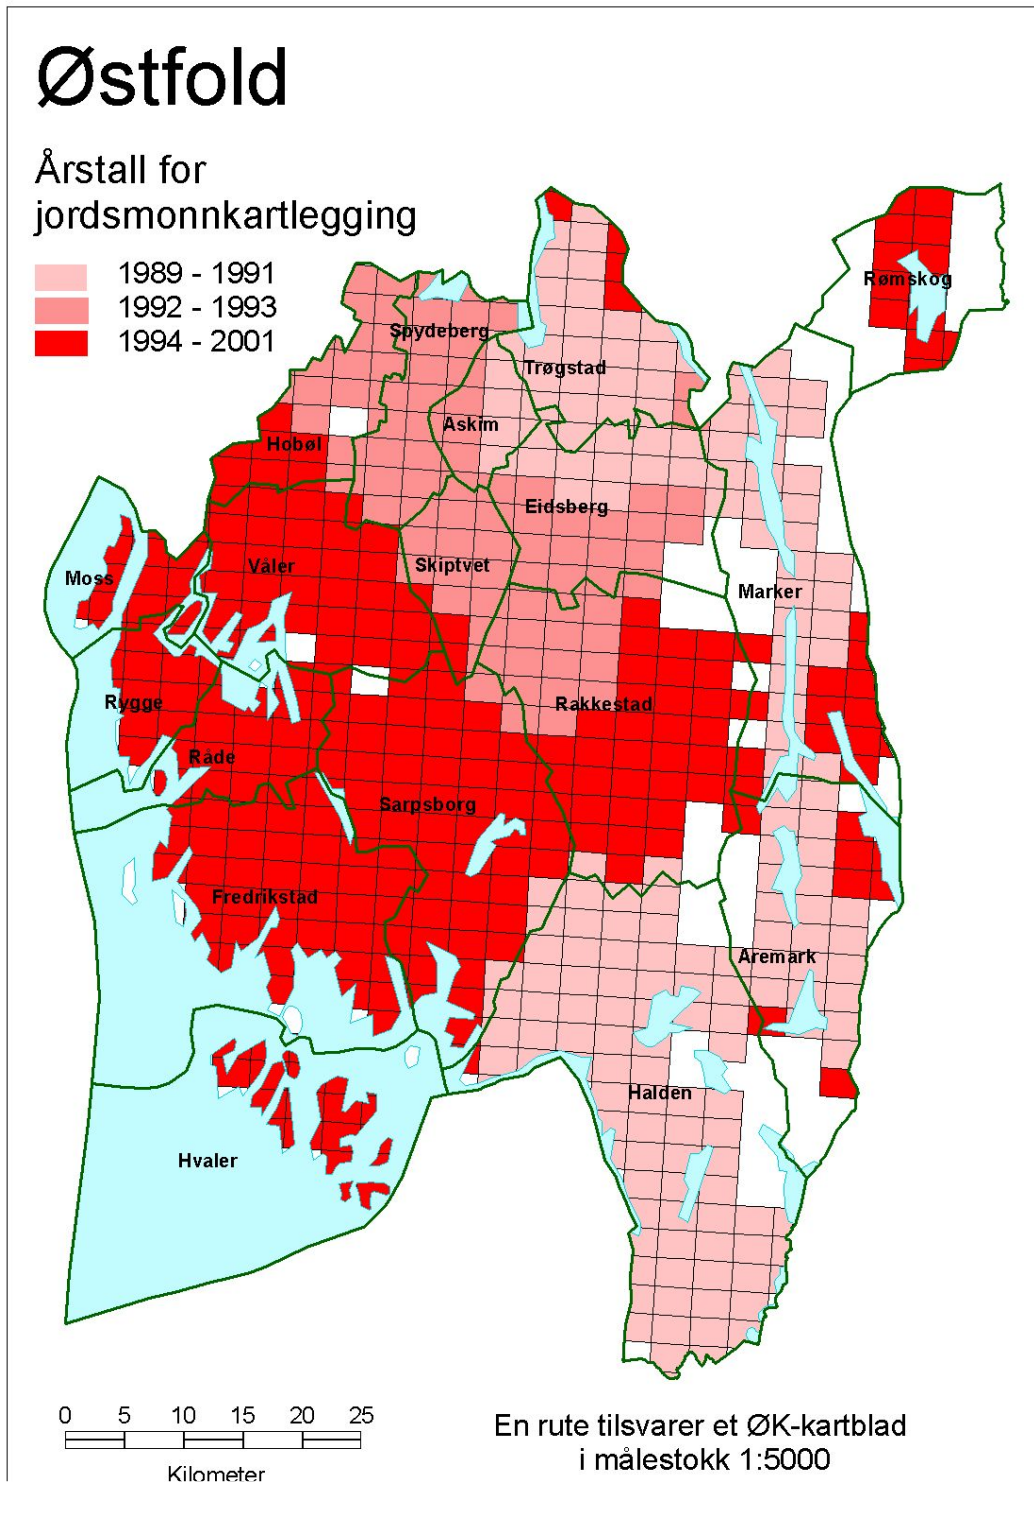 Østfold
Årstall for
jordsmonnkartlegging
1989 - 1991
1992 - 1993
1994 - 2001
Rømskog
Spydeberg
Trøgstad
Askim
Hobøl
Eidsberg
Skiptvet
Våler
Moss
Marker
Rygge
Rakkestad
Råde
Sarpsborg
Fredrikstad
Aremark
Halden
Hvaler
0 5 10 15 20 25
Kilometer
En rute tilsvarer et ØK-kartblad
i målestokk 1:5000